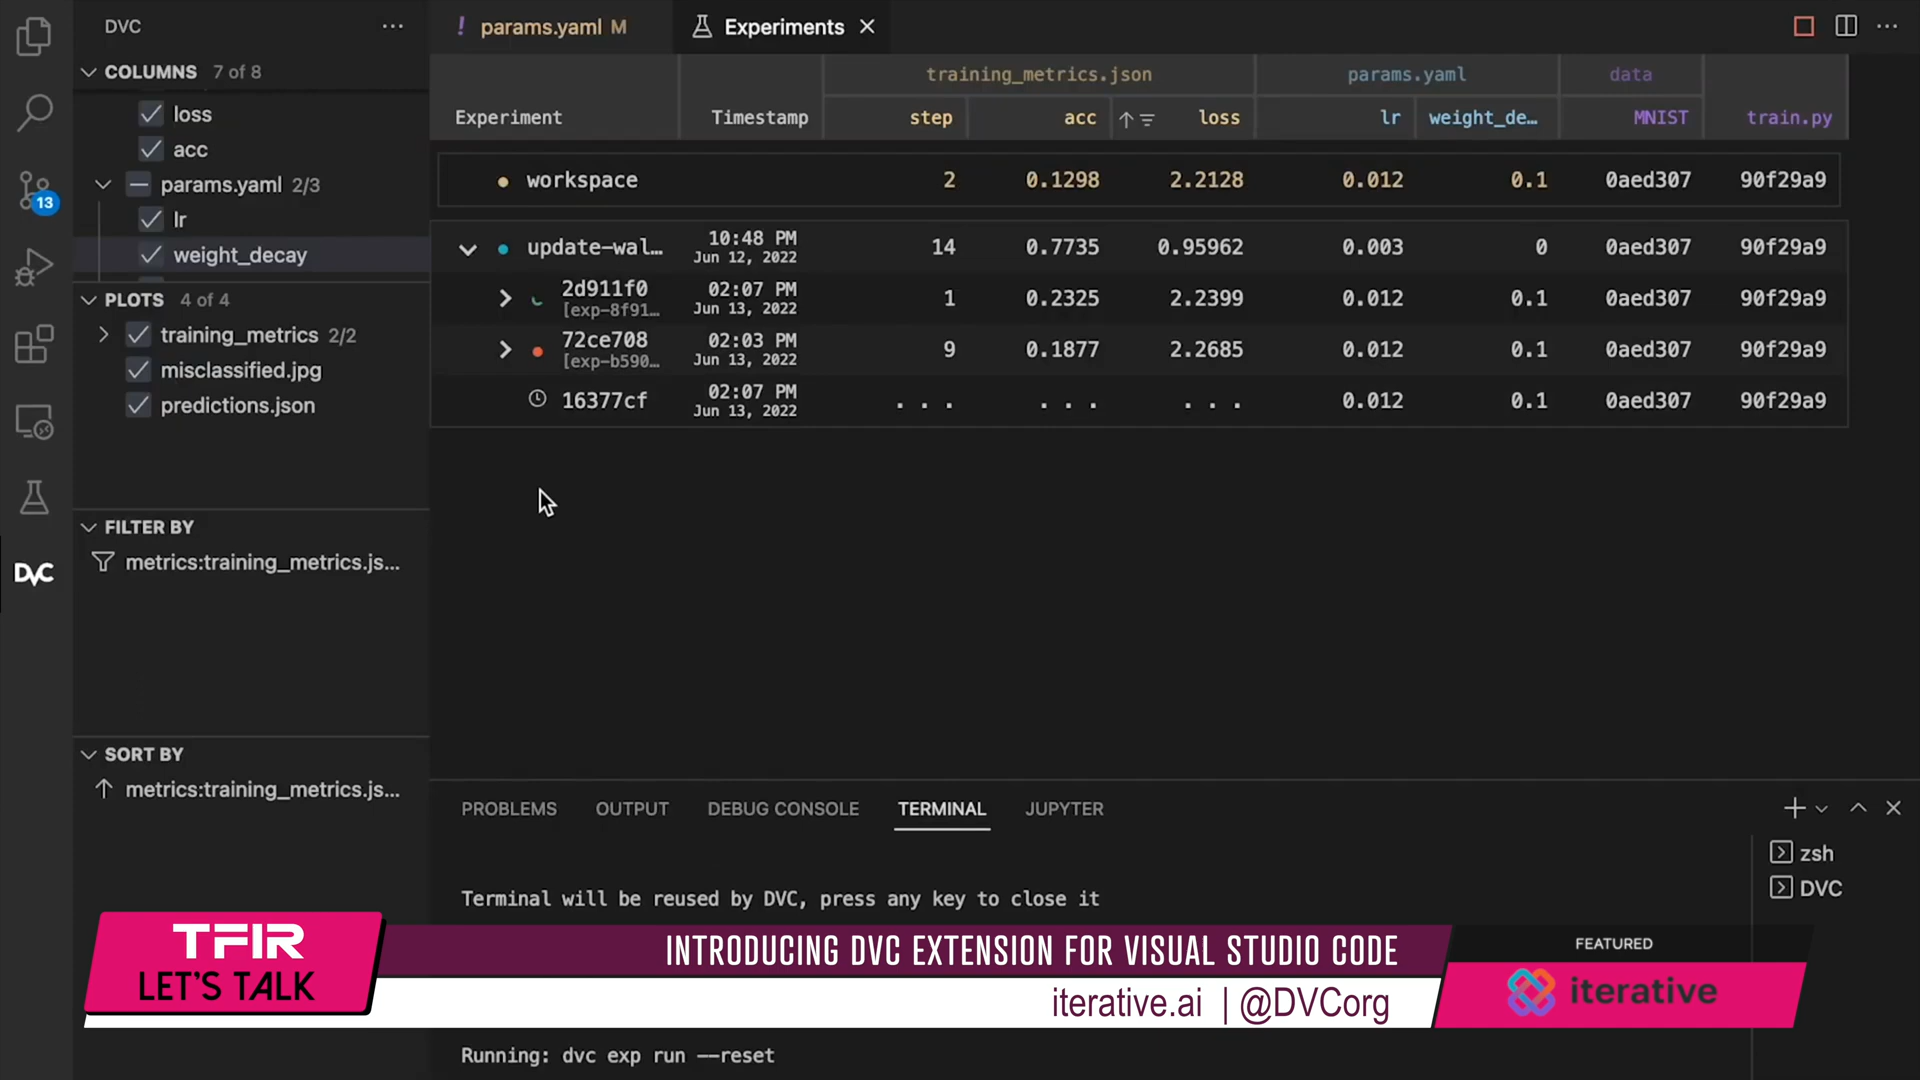 DVC
params.yaml M
Experiments
COLUMNS 7 of 8
loss
acc
params.yaml 2/3
lr
weight_decay
PLOTS 4 of 4
training_metrics 2/2
misclassified.jpg
predictions.json
FILTER BY
metrics:training_metrics.js...
SORT BY
metrics:training_metrics.js...
13
DVC
training_metrics.json params.yaml data
Experiment Timestamp step acc loss lr weight_de... MNIST train.py
workspace 2 0.1298 2.2128 0.012 0.1 0aed307 90f29a9
update-wal... 10:48 PM Jun 12, 2022 14 0.7735 0.95962 0.003 0 0aed307 90f29a9
2d911f0 [exp-8f91... 02:07 PM Jun 13, 2022 1 0.2325 2.2399 0.012 0.1 0aed307 90f29a9
72ce708 [exp-b590... 02:03 PM Jun 13, 2022 9 0.1877 2.2685 0.012 0.1 0aed307 90f29a9
16377cf 02:07 PM Jun 13, 2022 ... ... ... 0.012 0.1 0aed307 90f29a9
PROBLEMS OUTPUT DEBUG CONSOLE TERMINAL JUPYTER
zsh
DVC
Terminal will be reused by DVC, press any key to close it
TFIR
LET'S TALK
INTRODUCING DVC EXTENSION FOR VISUAL STUDIO CODE
iterative.ai | @DVCorg
FEATURED
iterative
Running: dvc exp run --reset